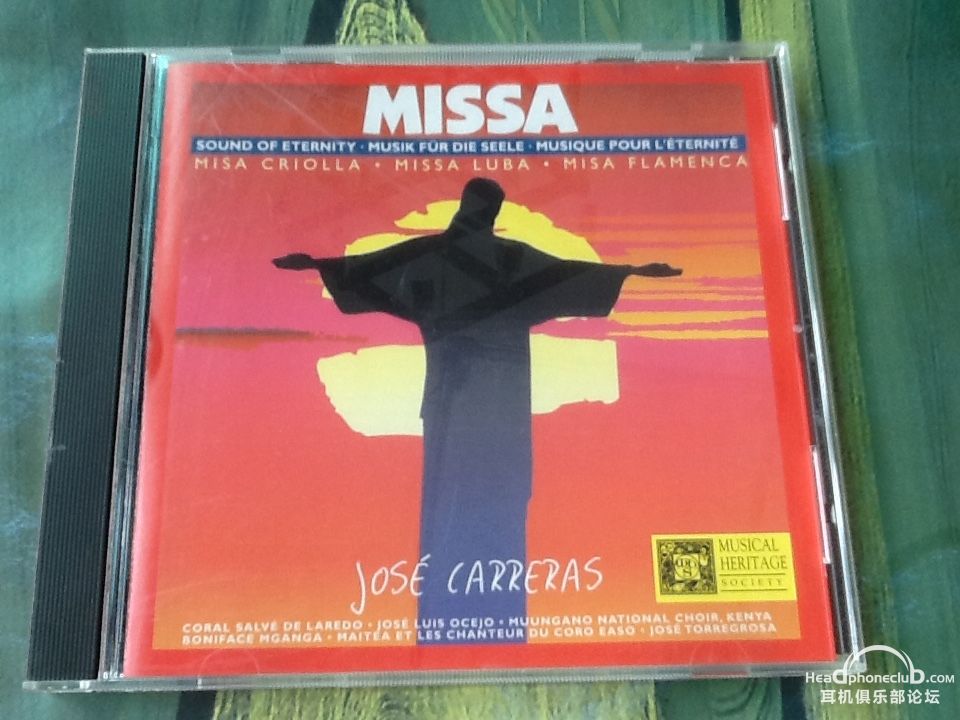 MISSA
SOUND OF ETERNITY · MUSIK FÜR DIE SEELE · MUSIQUE POUR L'ÉTERNITÉ
MISA CRIOLLA • MISSA LUBA • MISA FLAMENCA
JOSÉ CARRERAS
MUSICAL
HERITAGE
SOCIETY
CORAL SALVÉ DE LAREDO · JOSÉ LUIS OCEJO · MUUNGANO NATIONAL CHOIR, KENYA
BONIFACE MGANGA · MAITÉA ET LES CHANTEUR DU CORO EASO · JOSÉ TORREGROSA
HeadphoneclubD.com
耳机俱乐部论坛